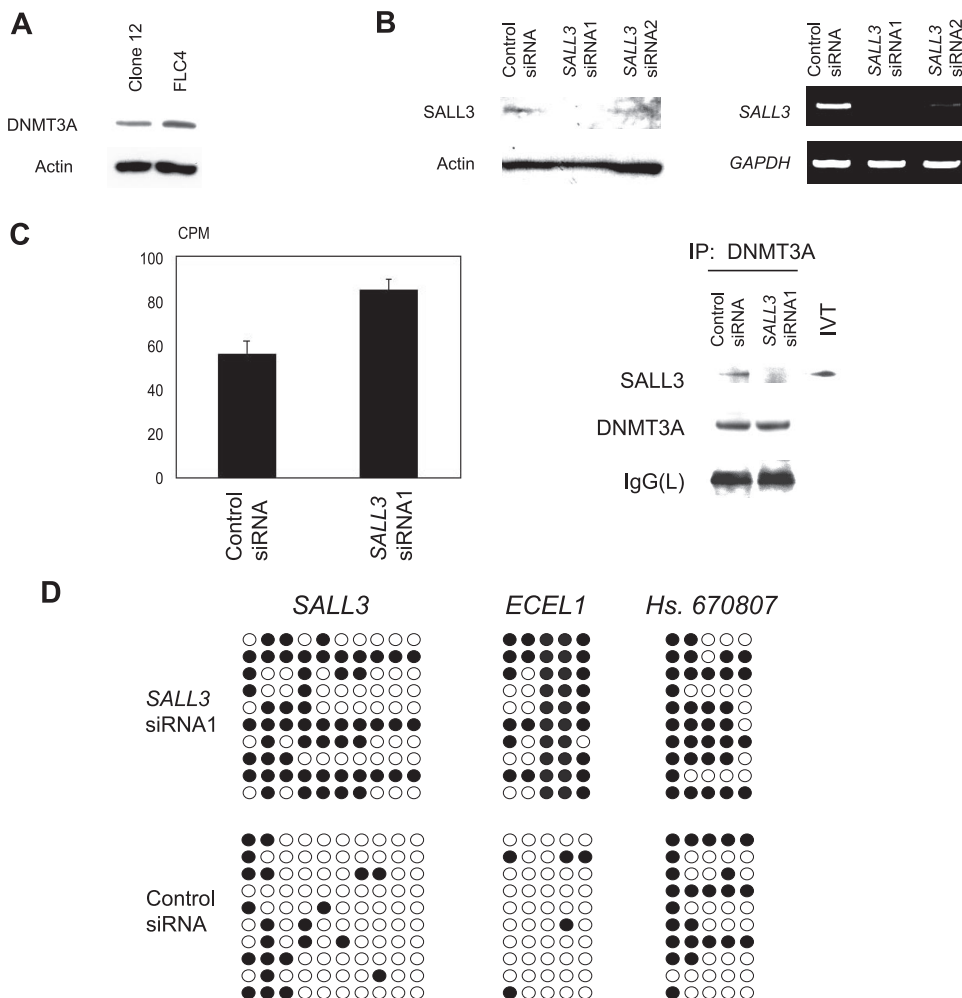 A
Clone 12
FLC4
DNMT3A
Actin
B
Control
siRNA
SALL3
siRNA1
SALL3
siRNA2
SALL3
Actin
Control
siRNA
SALL3
siRNA1
SALL3
siRNA2
SALL3
GAPDH
C
CPM
100
80
60
40
20
0
Control
siRNA
SALL3
siRNA1
IP: DNMT3A
Control
siRNA
SALL3
siRNA1
IVT
SALL3
DNMT3A
IgG(L)
D
SALL3
ECEL1
Hs. 670807
SALL3
siRNA1
Control
siRNA